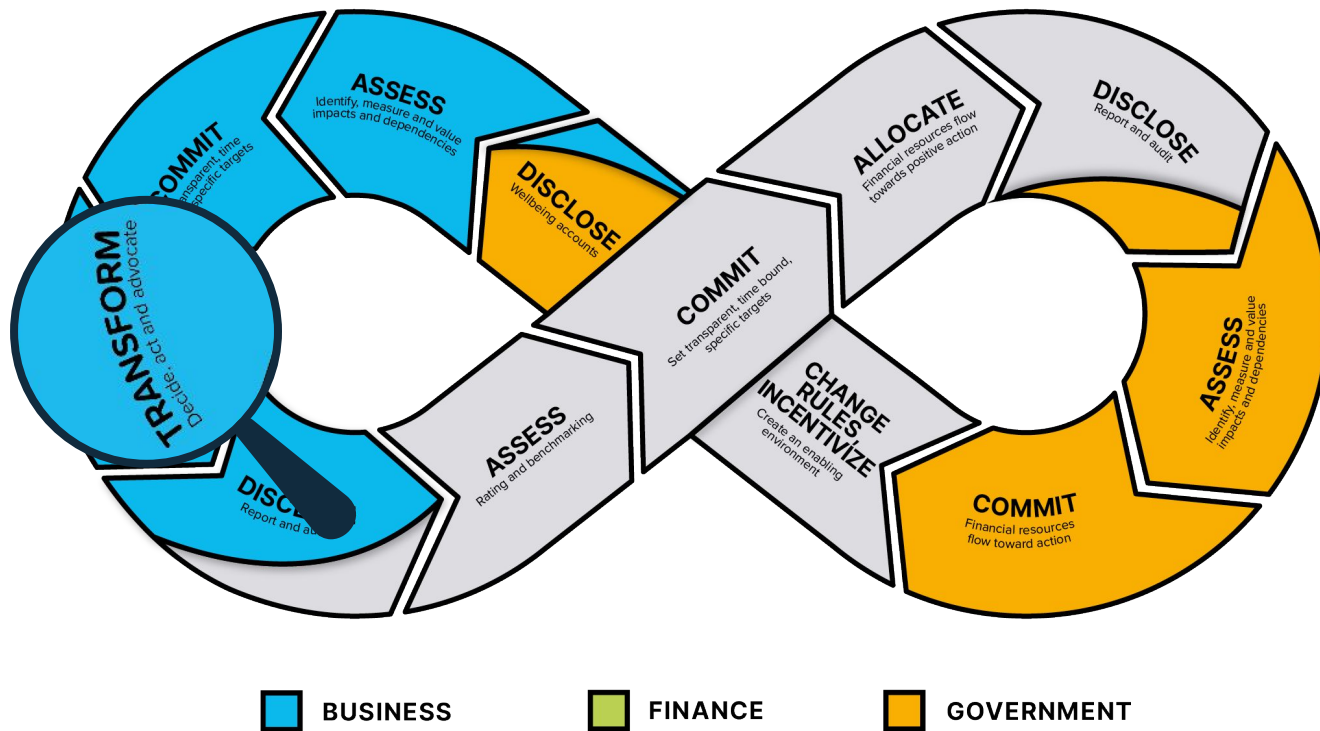 ASSESS
Identify, measure and value
impacts and dependencies
COMMIT
time
specific targets
TRANSFORM
Decide, act and advocate
Report and
DISCLOSE
Wellbeing accounts
ASSESS
Rating and benchmarking
COMMIT
Set transparent, time bound,
specific targets
ALLOCATE
Financial resources flow
towards positive action
DISCLOSE
Report and audit
ASSESS
Identify, measure and value
impacts and dependencies
COMMIT
Financial resources
flow toward action
CHANGE
RULES,
INCENTIVIZE
Create an enabling
environment
BUSINESS
FINANCE
GOVERNMENT